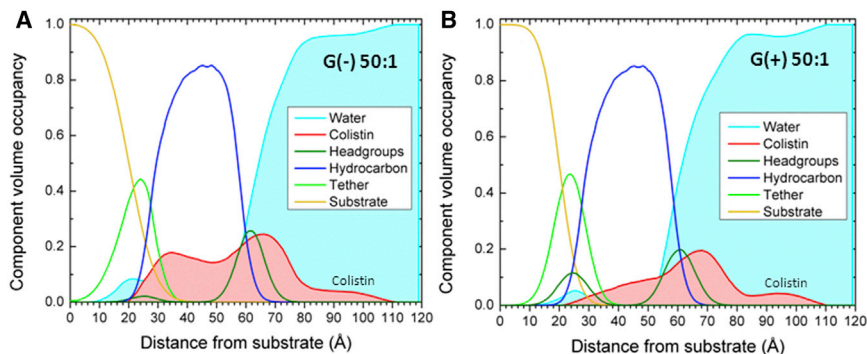 A
G(-) 50:1
Component volume occupancy
1.0
0.8
0.6
0.4
0.2
0.0
Water
Colistin
Headgroups
Hydrocarbon
Tether
Substrate
Colistin
0 10 20 30 40 50 60 70 80 90 100 110 120
Distance from substrate (Å)
B
G(+) 50:1
Component volume occupancy
1.0
0.8
0.6
0.4
0.2
0.0
Water
Colistin
Headgroups
Hydrocarbon
Tether
Substrate
Colistin
0 10 20 30 40 50 60 70 80 90 100 110 120
Distance from substrate (Å)